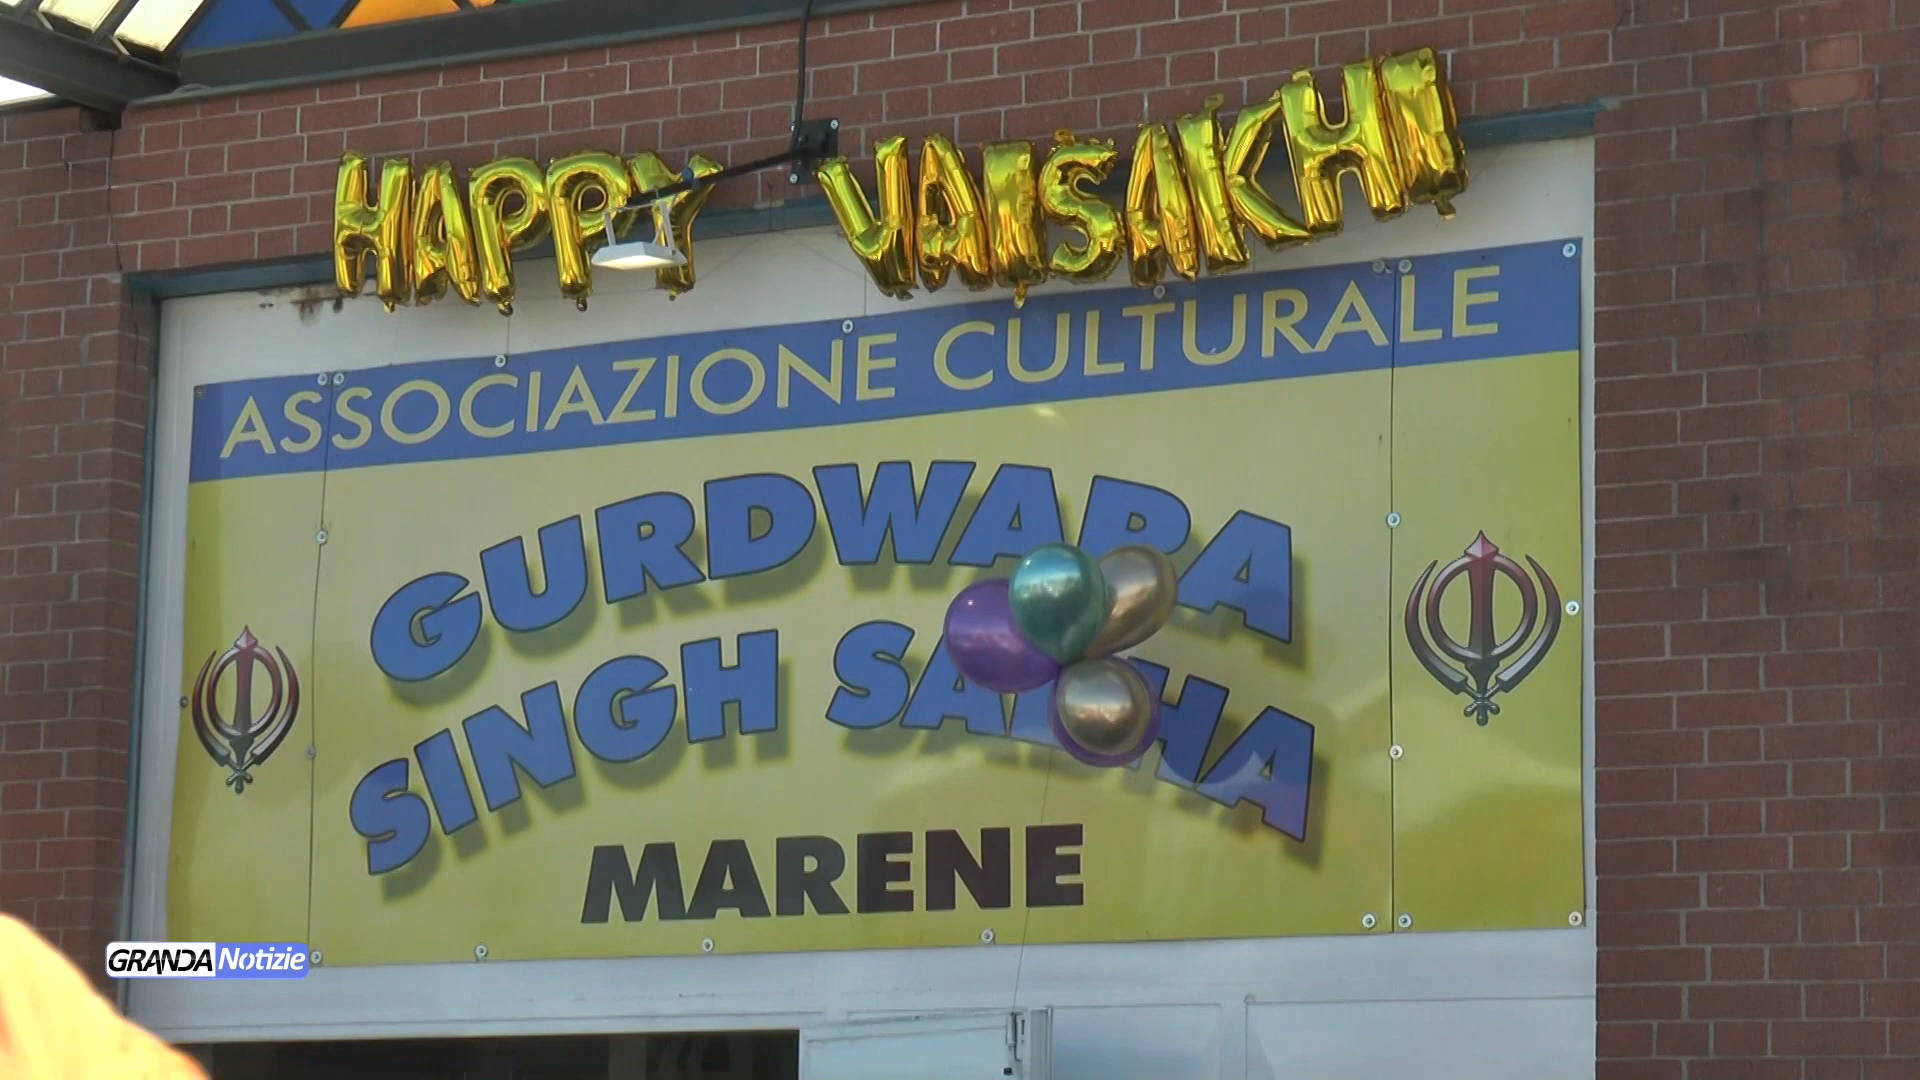 HAPPY VAISAKHI
ASSOCIAZIONE CULTURALE
GURDWARA
SINGH SABHA
MARENE
GRANDA Notizie